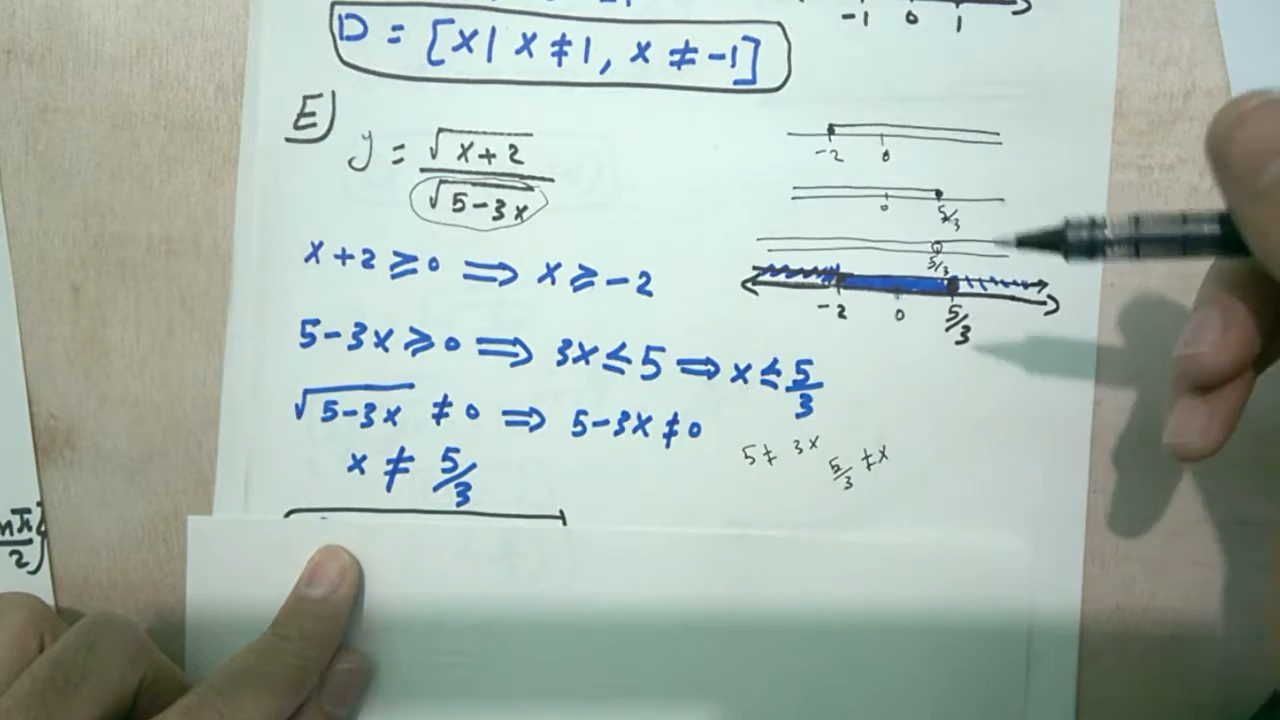 -1 0 1
D = [x | x ≠ 1, x ≠ -1]
E)
y = √x+2 / √5-3x
-2 0
0 5/3
5/3
-2 0 5/3
x+2 ⩾ 0 ⟹ x ⩾ -2
5-3x ⩾ 0 ⟹ 3x ⩽ 5 ⟹ x ⩽ 5/3
√5-3x ≠ 0 ⟹ 5-3x ≠ 0
5 ≠ 3x
5/3 ≠ x
x ≠ 5/3
nπ/2}